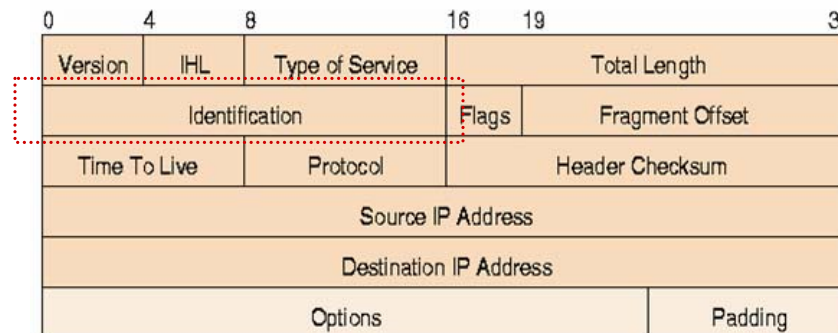 0 4 8 16 19 3
Version IHL Type of Service Total Length
Identification Flags Fragment Offset
Time To Live Protocol Header Checksum
Source IP Address
Destination IP Address
Options Padding